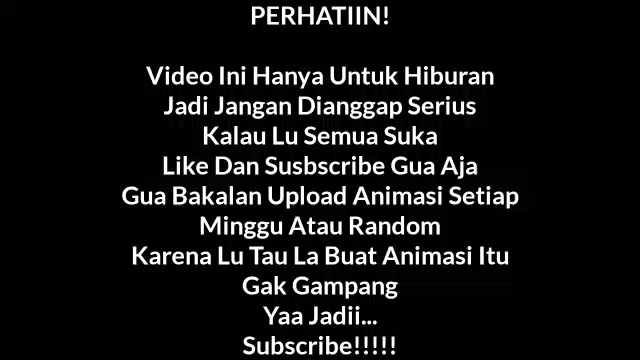 PERHATIIN!
Video Ini Hanya Untuk Hiburan
Jadi Jangan Dianggap Serius
Kalau Lu Semua Suka
Like Dan Susbscribe Gua Aja
Gua Bakalan Upload Animasi Setiap
Minggu Atau Random
Karena Lu Tau La Buat Animasi Itu
Gak Gampang
Yaa Jadii...
Subscribe!!!!!